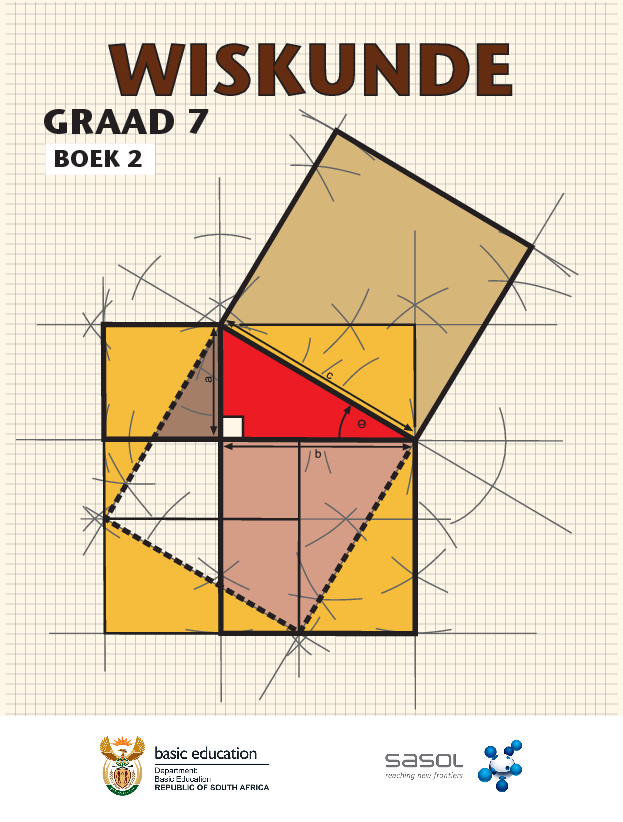 WISKUNDE
GRAAD 7
BOEK 2
a
c
Θ
b
basic education
Department:
Basic Education
REPUBLIC OF SOUTH AFRICA
sasol
reaching new frontiers